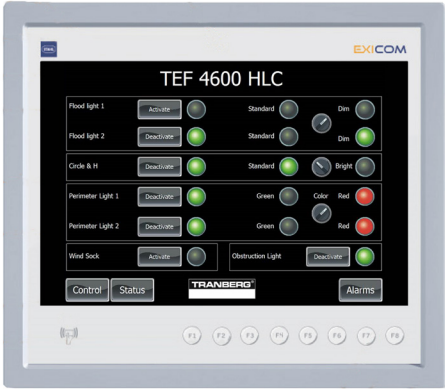 STAHL
EXICOM
TEF 4600 HLC
Flood light 1 Activate Standard Dim
Flood light 2 Deactivate Standard Dim
Circle & H Deactivate Standard Bright
Perimeter Light 1 Deactivate Green Color Red
Perimeter Light 2 Deactivate Green Red
Wind Sock Activate Obstruction Light Deactivate
Control Status TRANBERG Alarms
F1 F2 F3 F4 F5 F6 F7 F8